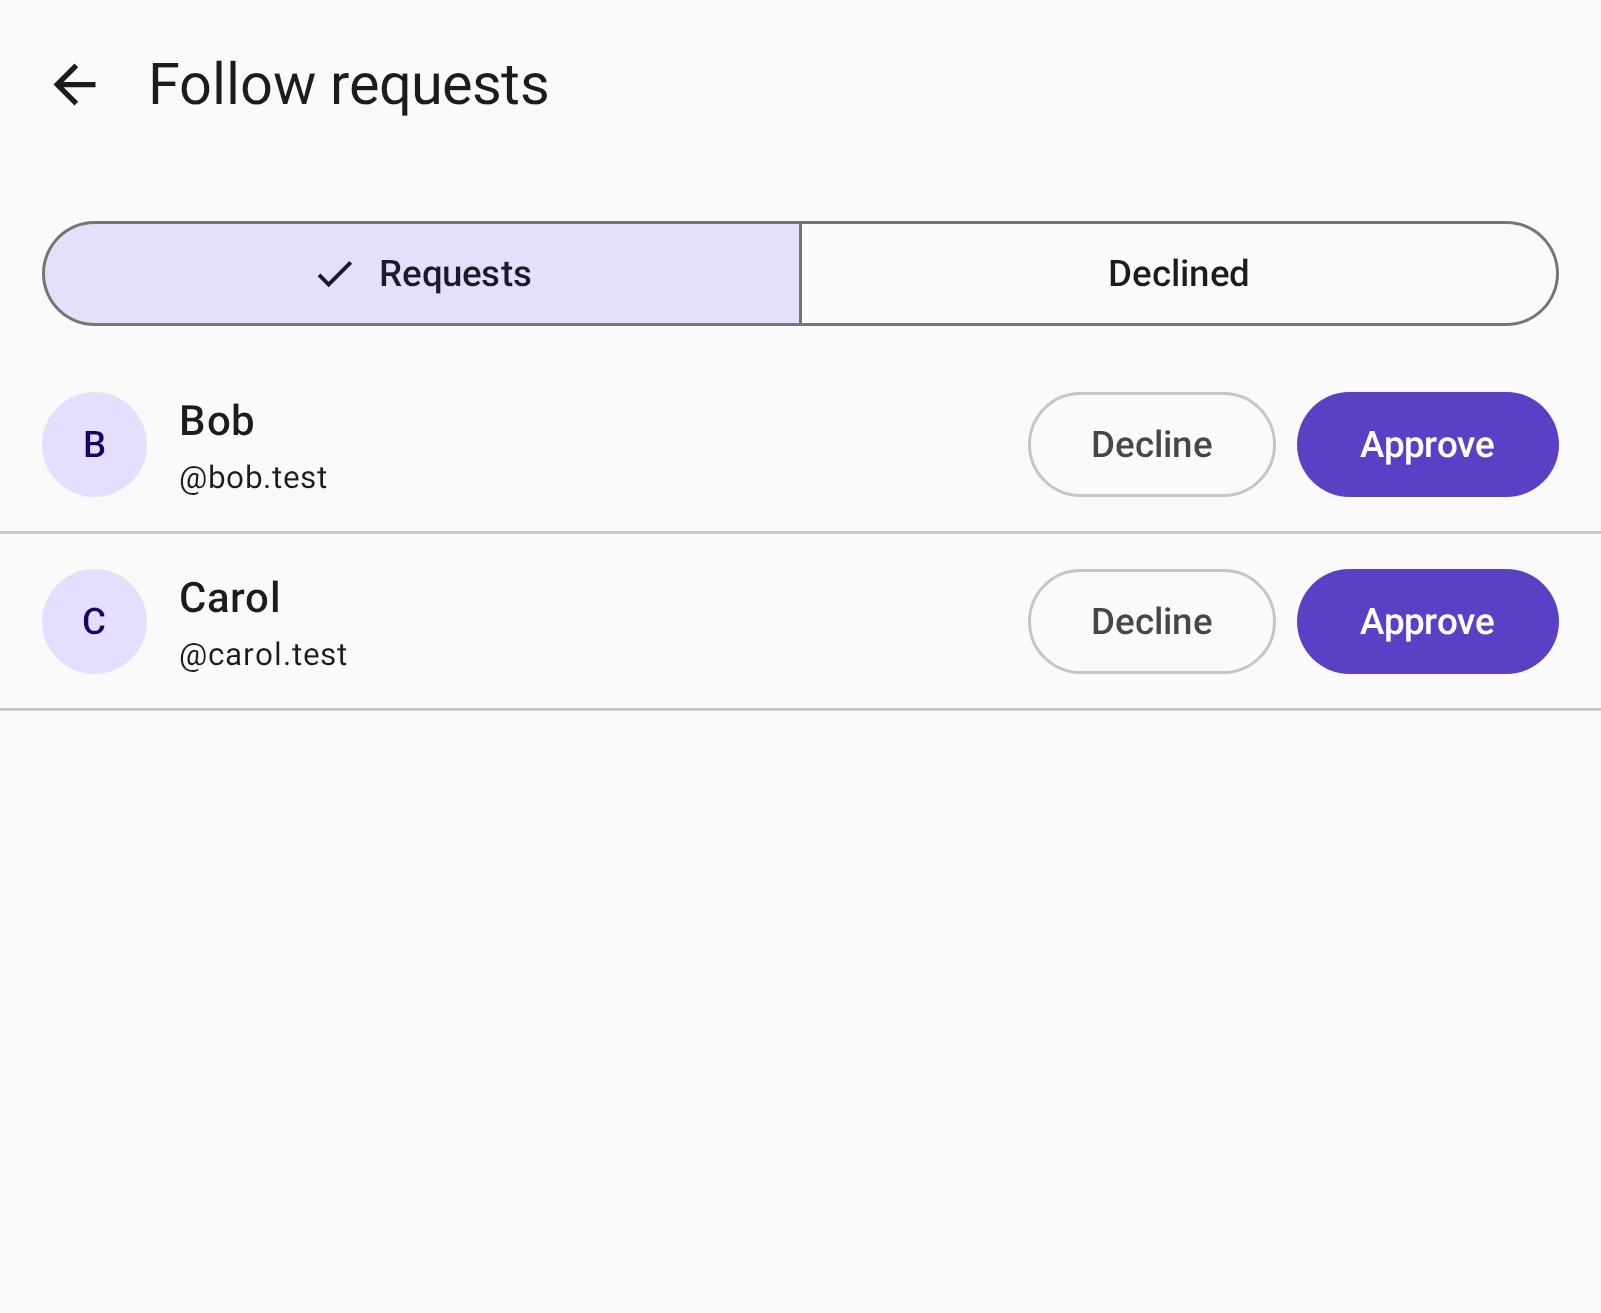 Follow requests
Requests
Declined
B
Bob
@bob.test
Decline
Approve
C
Carol
@carol.test
Decline
Approve